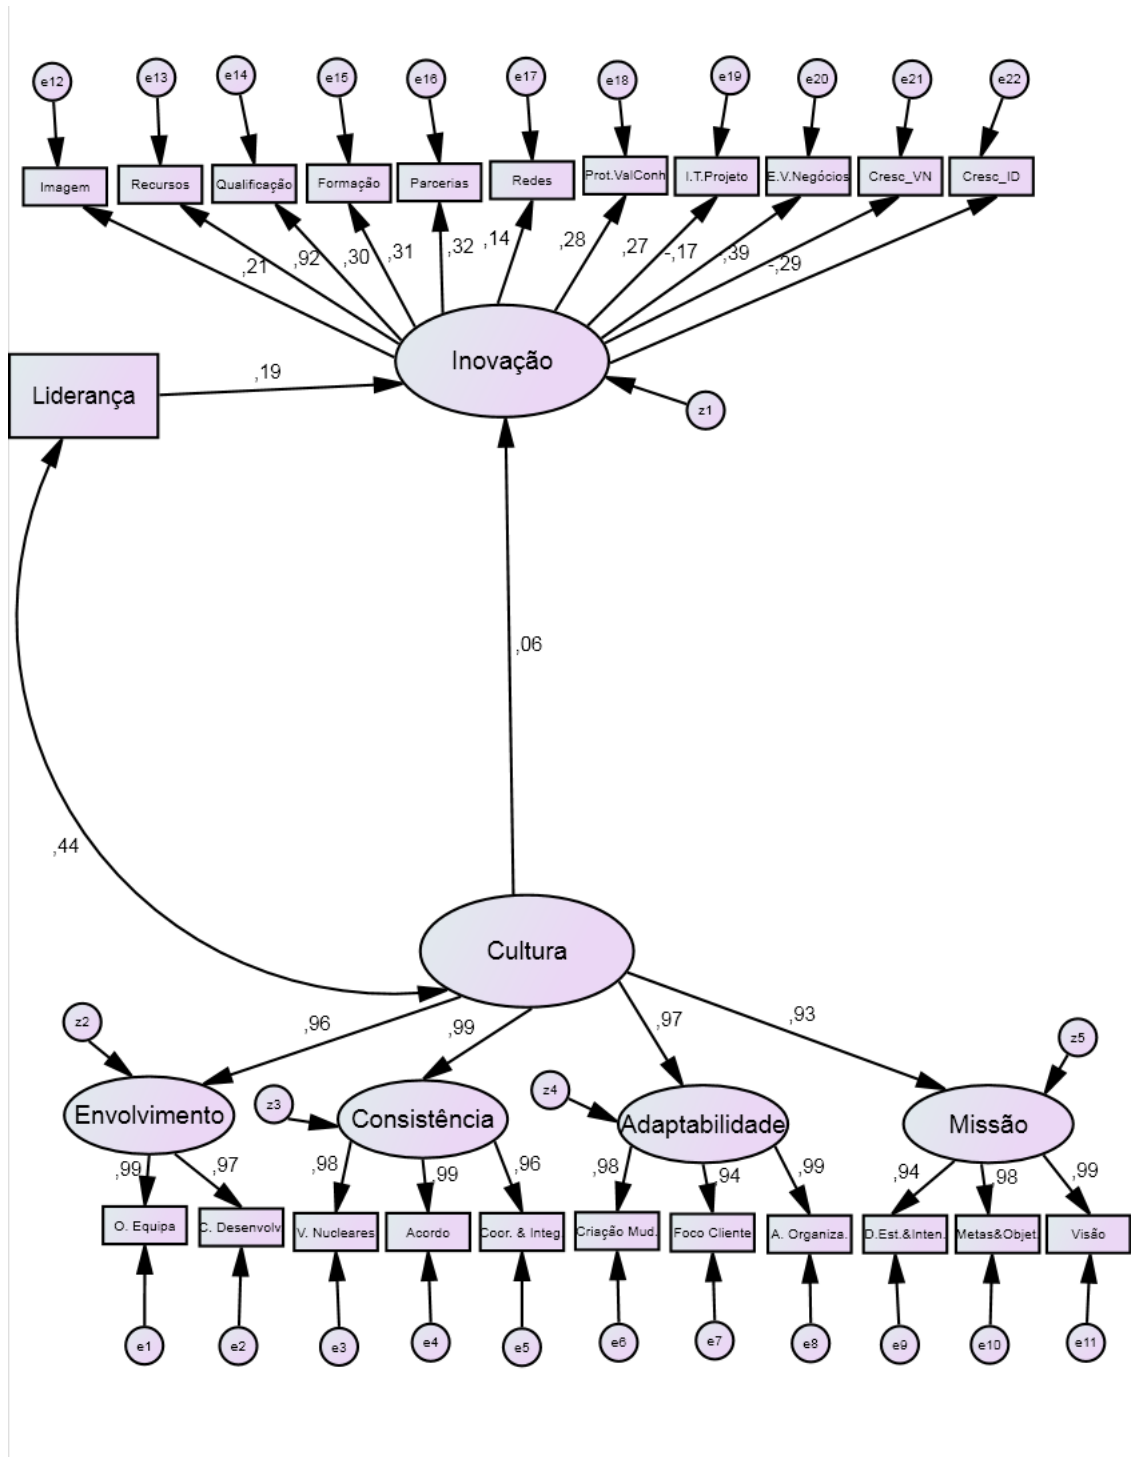 e12 e13 e14 e15 e16 e17 e18 e19 e20 e21 e22
Imagem Recursos Qualificação Formação Parcerias Redes Prot.ValConh I.T.Projeto E.V.Negócios Cresc_VN Cresc_ID
,21 ,92 ,30 ,31 ,32 ,14 ,28 ,27 -,17 ,39 -,29
Inovação
Liderança
,19
z1
,06
,44
Cultura
,96 ,99 ,97 ,93
z2 z3 z4 z5
Envolvimento Consistência Adaptabilidade Missão
,99 ,97 ,98 ,99 ,96 ,98 ,94 ,99 ,94 ,98 ,99
O. Equipa C. Desenvolv V. Nucleares Acordo Coor. & Integ. Criação Mud. Foco Cliente A. Organiza. D.Est.&Inten. Metas&Objet. Visão
e1 e2 e3 e4 e5 e6 e7 e8 e9 e10 e11